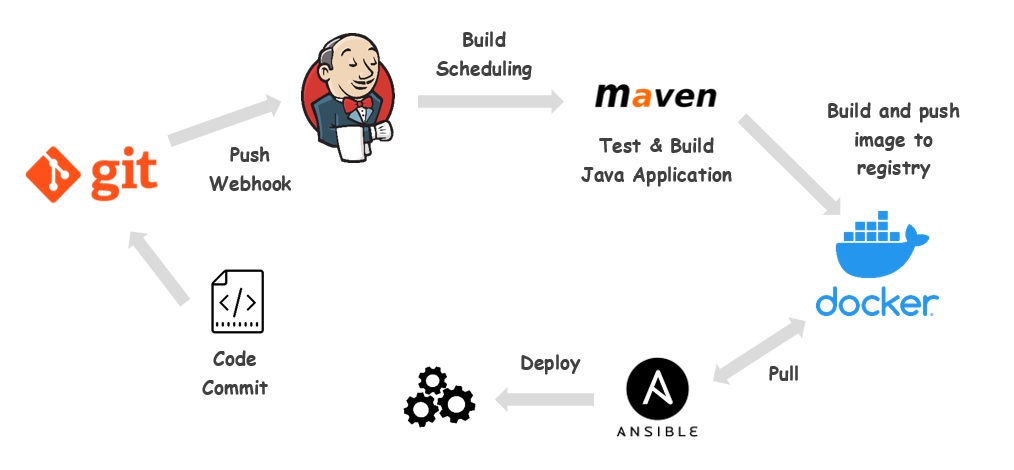 Build
Scheduling
maven
Build and push
image to
registry
Test & Build
Java Application
git
Push
Webhook
</>
docker
Code
Commit
Deploy
Pull
A
ANSIBLE